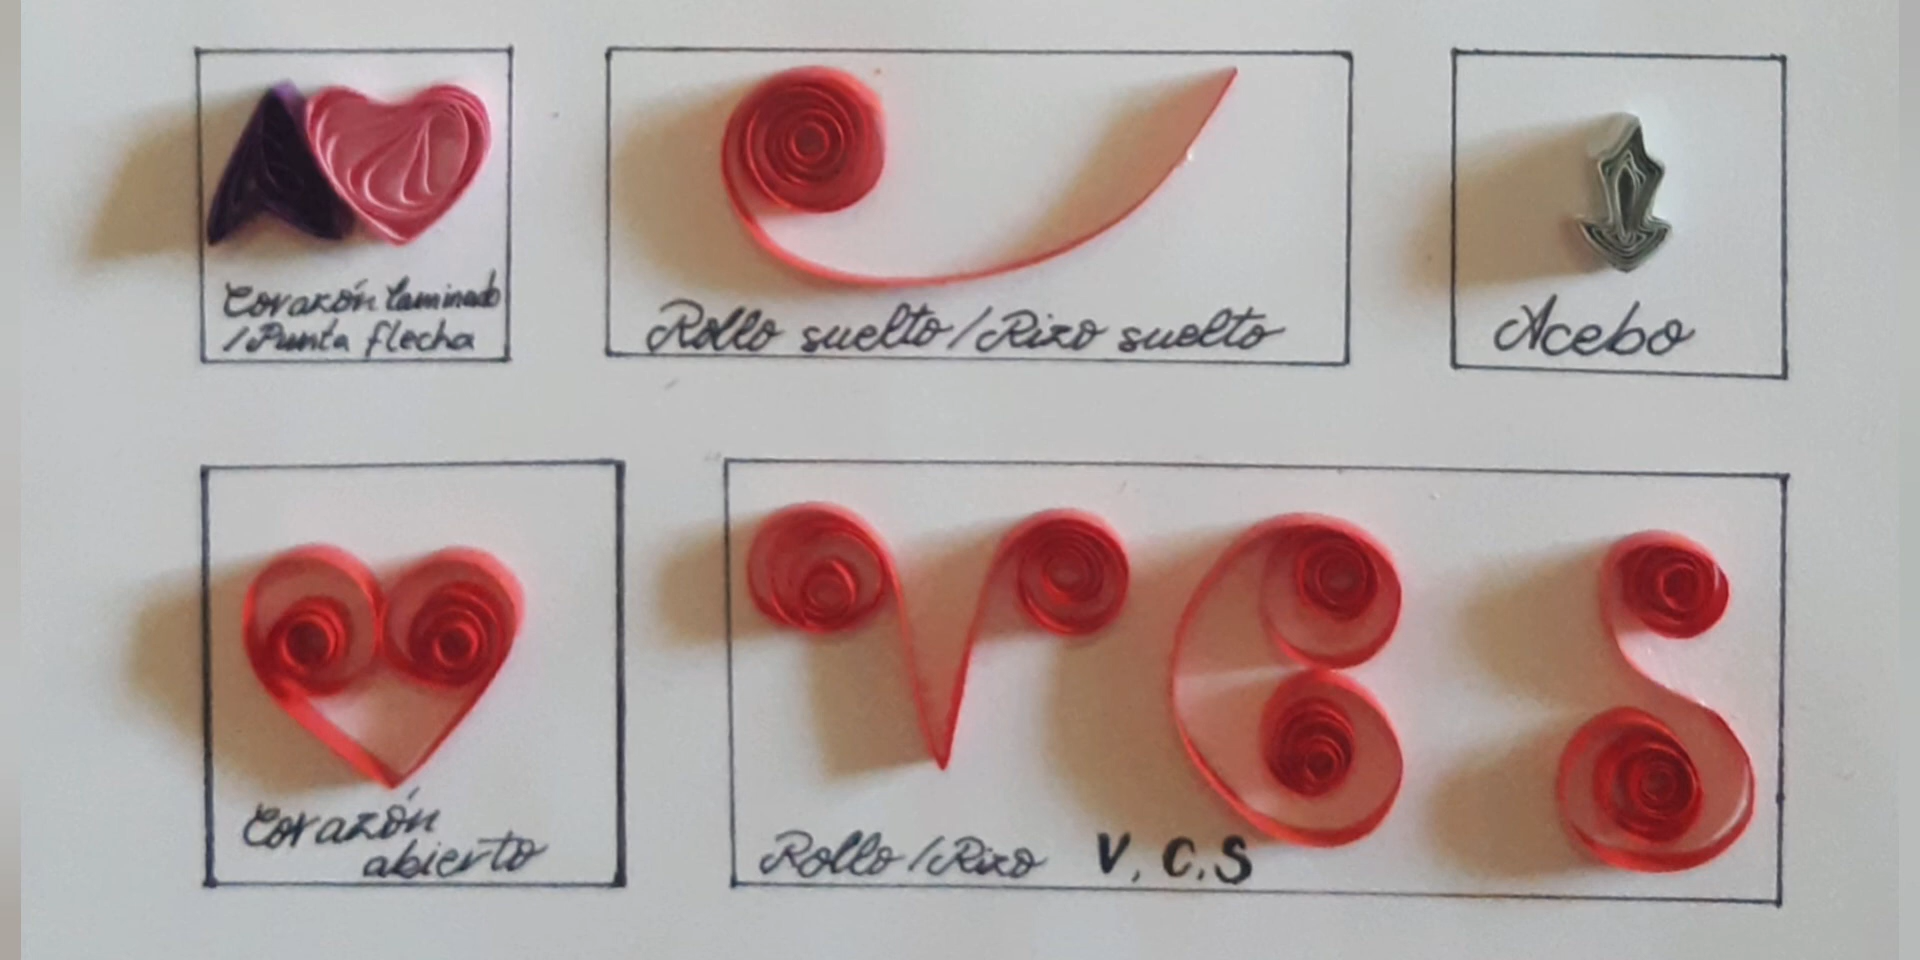 Corazón laminado
/Punta flecha
Rollo suelto/Rizo suelto
Acebo
Corazón
abierto
Rollo/Rizo V, C, S